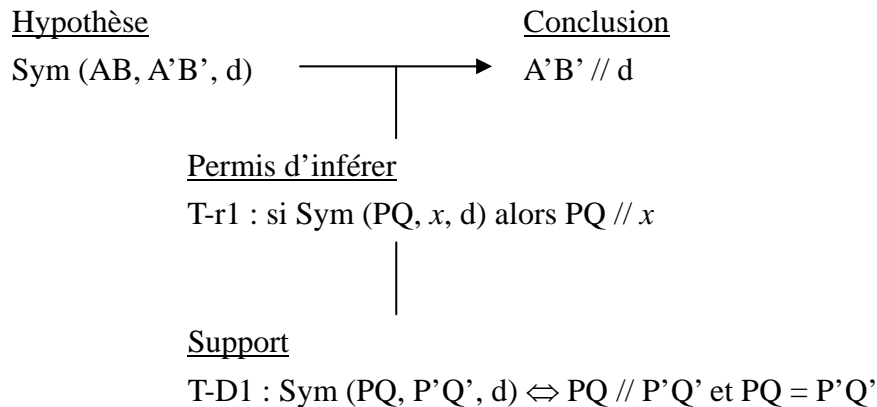 Hypothèse Conclusion
Sym (AB, A’B’, d) A’B’ // d
Permis d’inférer
T-r1 : si Sym (PQ, x, d) alors PQ // x
Support
T-D1 : Sym (PQ, P’Q’, d) ⇔ PQ // P’Q’ et PQ = P’Q’